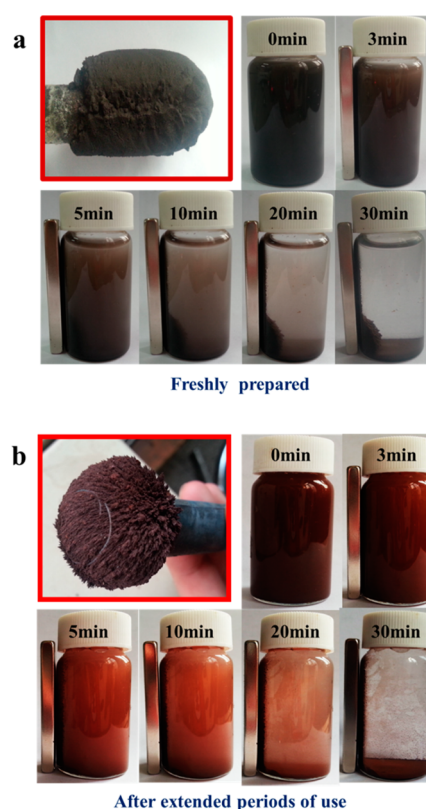 a
0min
3min
5min
10min
20min
30min
Freshly prepared
b
0min
3min
5min
10min
20min
30min
After extended periods of use